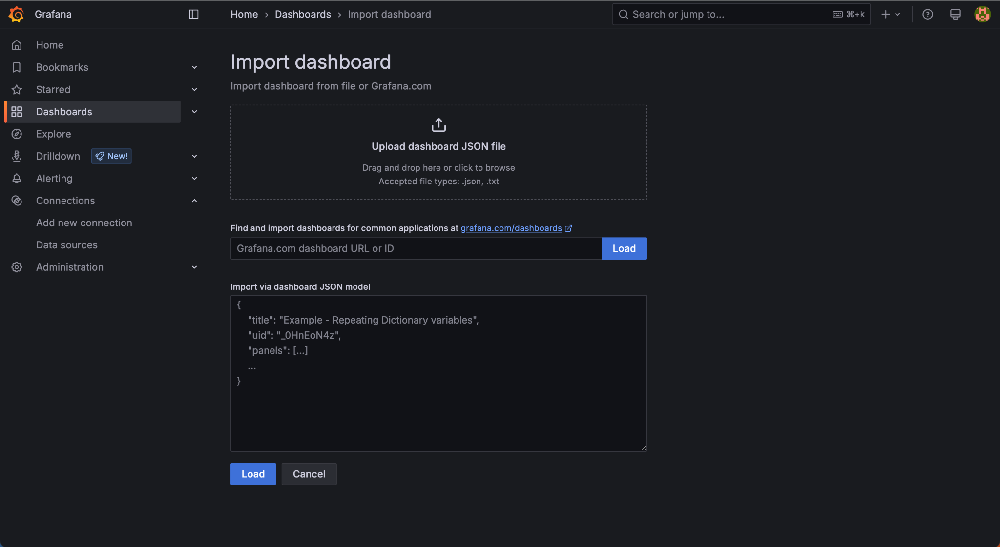 Grafana
Home › Dashboards › Import dashboard
Search or jump to...
⌘+k
Home
Bookmarks
Starred
Dashboards
Explore
Drilldown
New!
Alerting
Connections
Add new connection
Data sources
Administration
Import dashboard
Import dashboard from file or Grafana.com
Upload dashboard JSON file
Drag and drop here or click to browse
Accepted file types: .json, .txt
Find and import dashboards for common applications at grafana.com/dashboards
Grafana.com dashboard URL or ID
Load
Import via dashboard JSON model
{
"title": "Example - Repeating Dictionary variables",
"uid": "_0HnEoN4z",
"panels": [...]
...
}
Load
Cancel